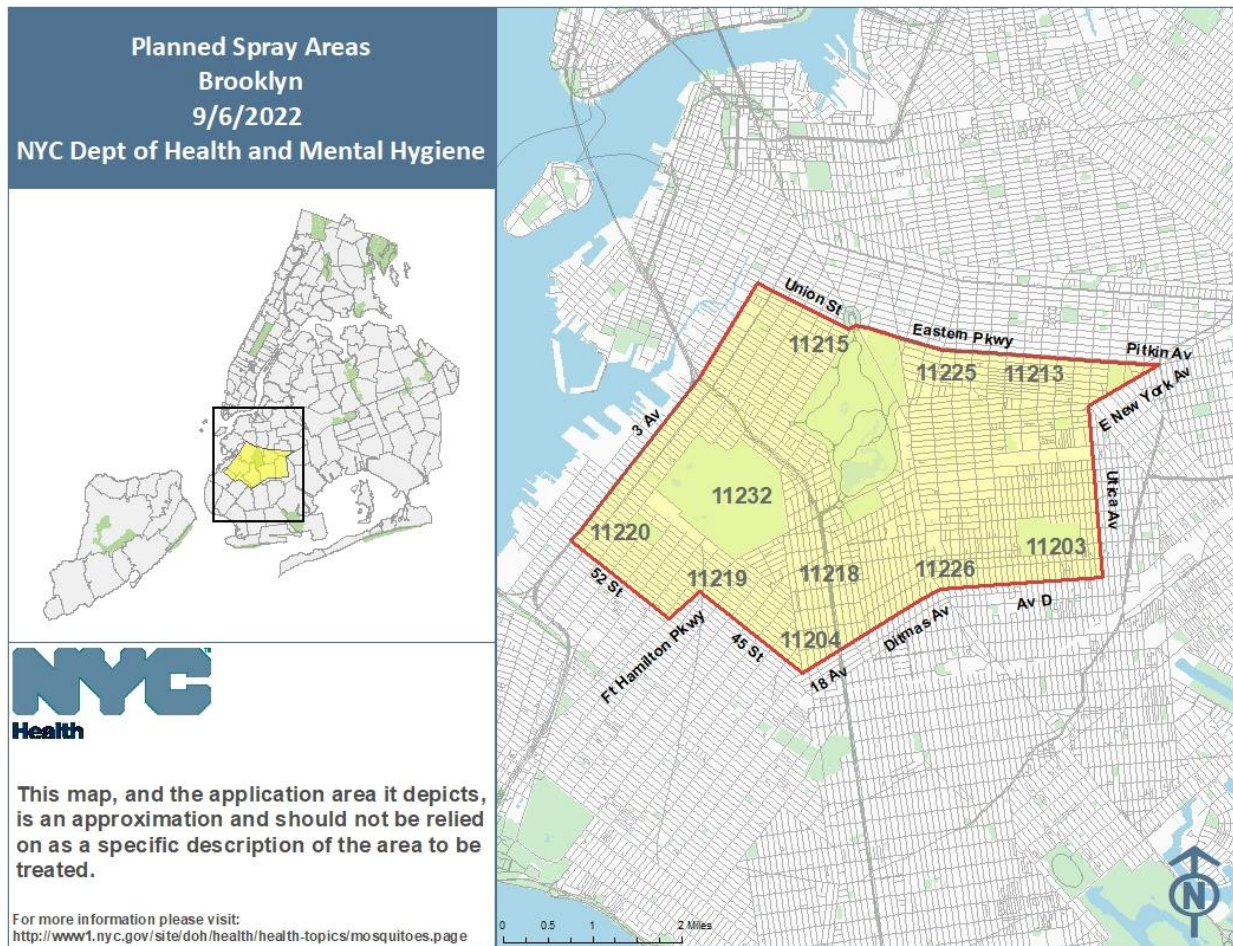 Planned Spray Areas
Brooklyn
9/6/2022
NYC Dept of Health and Mental Hygiene
NYC
Health
This map, and the application area it depicts,
is an approximation and should not be relied
on as a specific description of the area to be
treated.
For more information please visit:
http://www1.nyc.gov/site/doh/health/health-topics/mosquitoes.page
Union St
11215
Eastern Pkwy
Pitkin Av
11225
11213
E New York Av
3 Av
11232
Utica Av
11220
11203
52 St
11219
11218
11226
Av D
Ft Hamilton Pkwy
45 St
11204
Ditmas Av
18 Av
0 0.5 1 2 Miles
N